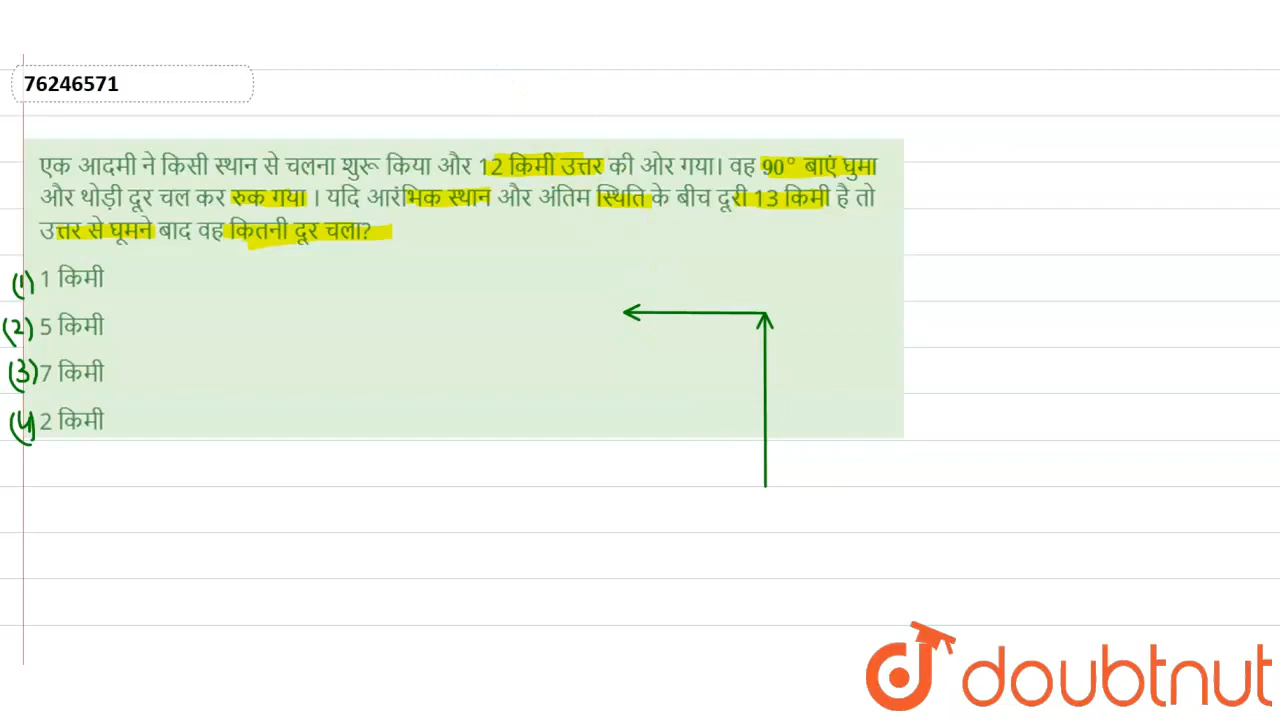 76246571
एक आदमी ने किसी स्थान से चलना शुरू किया और 12 किमी उत्तर की ओर गया। वह 90° बाएं घुमा
और थोड़ी दूर चल कर रुक गया । यदि आरंभिक स्थान और अंतिम स्थिति के बीच दूरी 13 किमी है तो
उत्तर से घूमने बाद वह कितनी दूर चला?
(1) 1 किमी
(2) 5 किमी
(3) 7 किमी
(4) 2 किमी
doubtnut